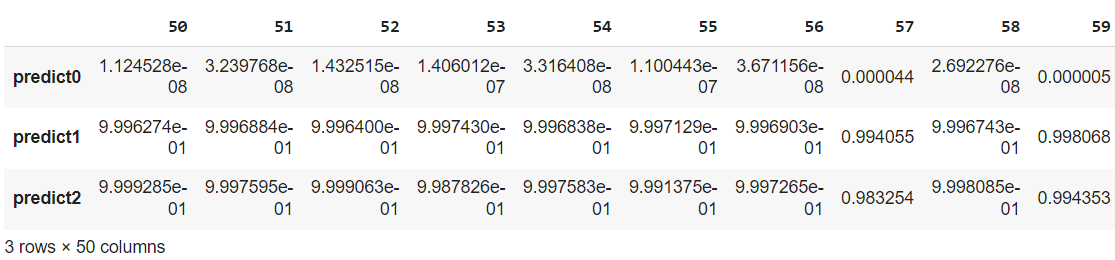 50 51 52 53 54 55 56 57 58 59
predict0 1.124528e-08 3.239768e-08 1.432515e-08 1.406012e-07 3.316408e-08 1.100443e-07 3.671156e-08 0.000044 2.692276e-08 0.000005
predict1 9.996274e-01 9.996884e-01 9.996400e-01 9.997430e-01 9.996838e-01 9.997129e-01 9.996903e-01 0.994055 9.996743e-01 0.998068
predict2 9.999285e-01 9.997595e-01 9.999063e-01 9.987826e-01 9.997583e-01 9.991375e-01 9.997265e-01 0.983254 9.998085e-01 0.994353
3 rows × 50 columns